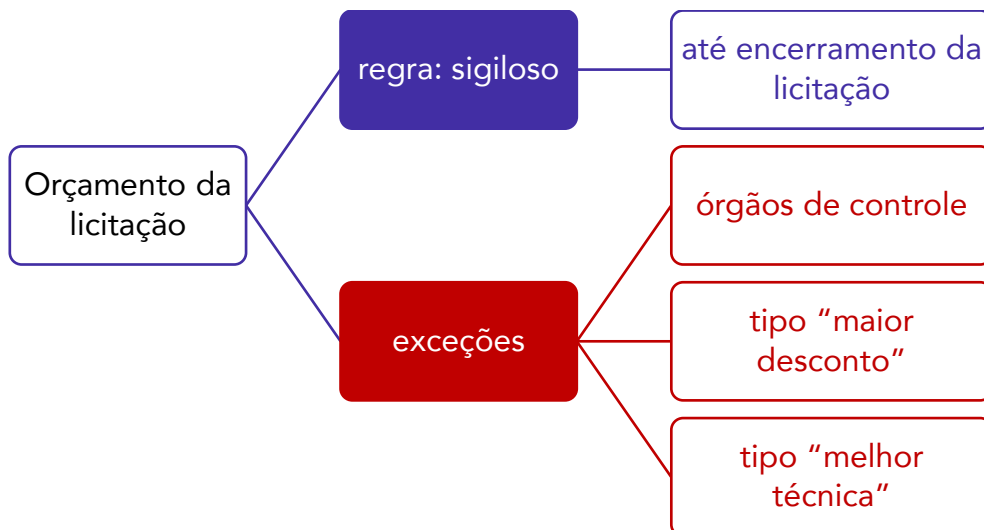 Orçamento da
licitação
regra: sigiloso
até encerramento da
licitação
exceções
órgãos de controle
tipo “maior
desconto”
tipo “melhor
técnica”